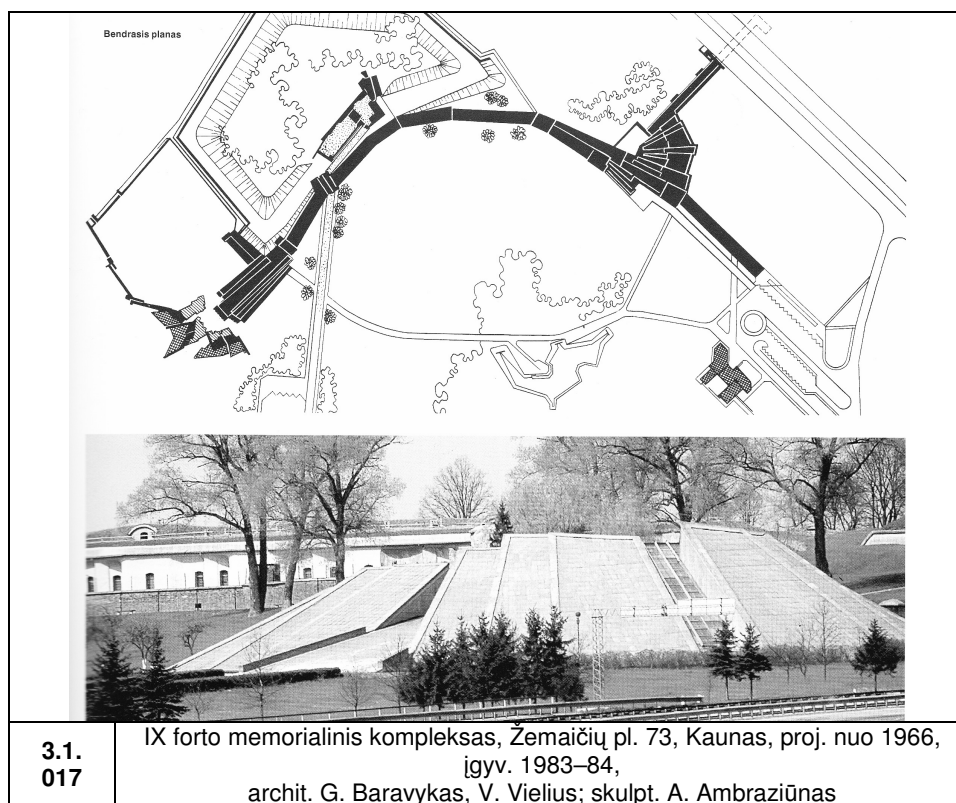 Bendrasis planas
3.1.
017
IX forto memorialinis kompleksas, Žemaičių pl. 73, Kaunas, proj. nuo 1966,
įgyv. 1983–84,
archit. G. Baravykas, V. Vielius; skulpt. A. Ambraziūnas